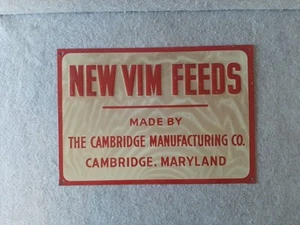 NEW VIM FEEDS
MADE BY
THE CAMBRIDGE MANUFACTURING CO.
CAMBRIDGE, MARYLAND